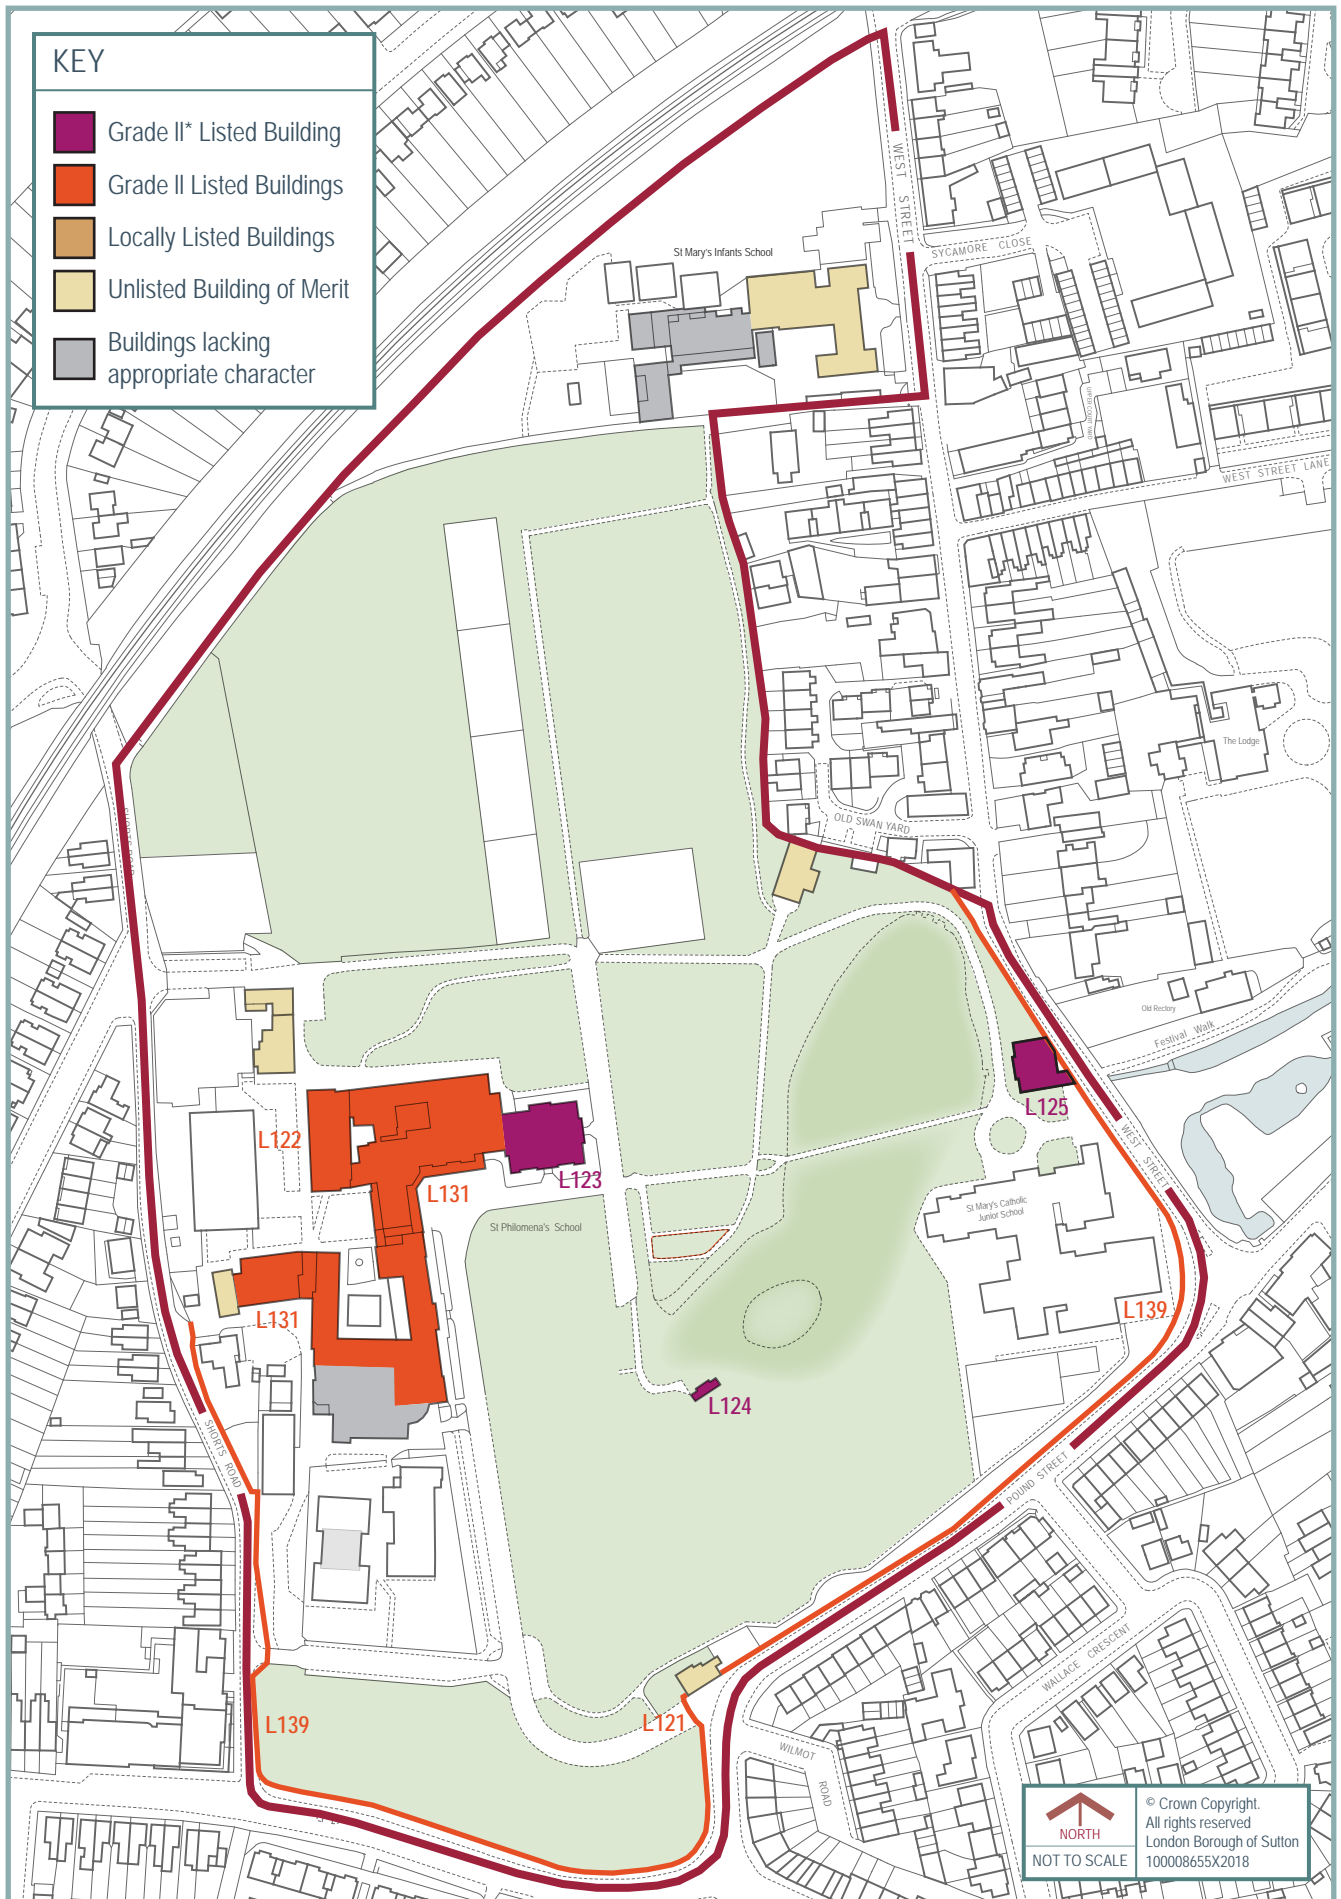 KEY
Grade II* Listed Building
Grade II Listed Buildings
Locally Listed Buildings
Unlisted Building of Merit
Buildings lacking
appropriate character
WEST STREET
SYCAMORE CLOSE
St Mary's Infants School
WEST STREET LANE
The Lodge
OLD SWAN YARD
SHORTS ROAD
Old Rectory
Festival Walk
L125
L122
L123
L131
WEST STREET
St Mary's Catholic
Junior School
St Philomena's School
L131
L139
L124
SHORTS ROAD
POUND STREET
WALLACE CRESCENT
L139
L121
WILMOT
ROAD
NORTH
NOT TO SCALE
© Crown Copyright.
All rights reserved
London Borough of Sutton
100008655X2018